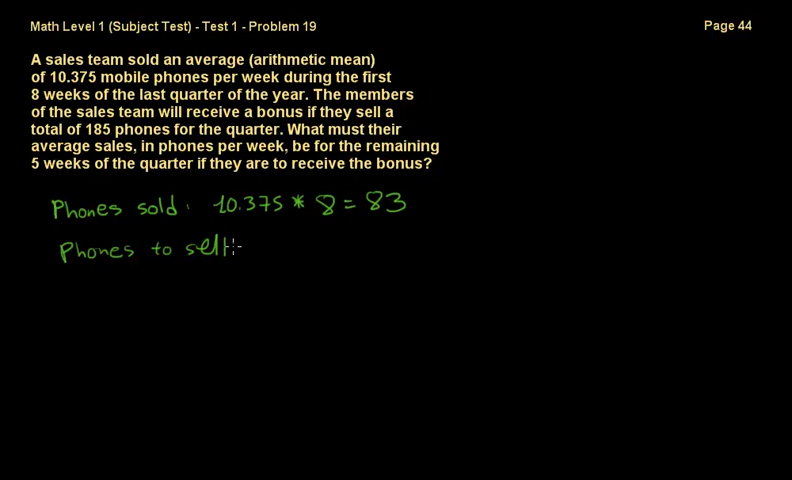 Math Level 1 (Subject Test) - Test 1 - Problem 19
Page 44
A sales team sold an average (arithmetic mean)
of 10.375 mobile phones per week during the first
8 weeks of the last quarter of the year. The members
of the sales team will receive a bonus if they sell a
total of 185 phones for the quarter. What must their
average sales, in phones per week, be for the remaining
5 weeks of the quarter if they are to receive the bonus?
Phones sold: 10.375 * 8 = 83
Phones to sell